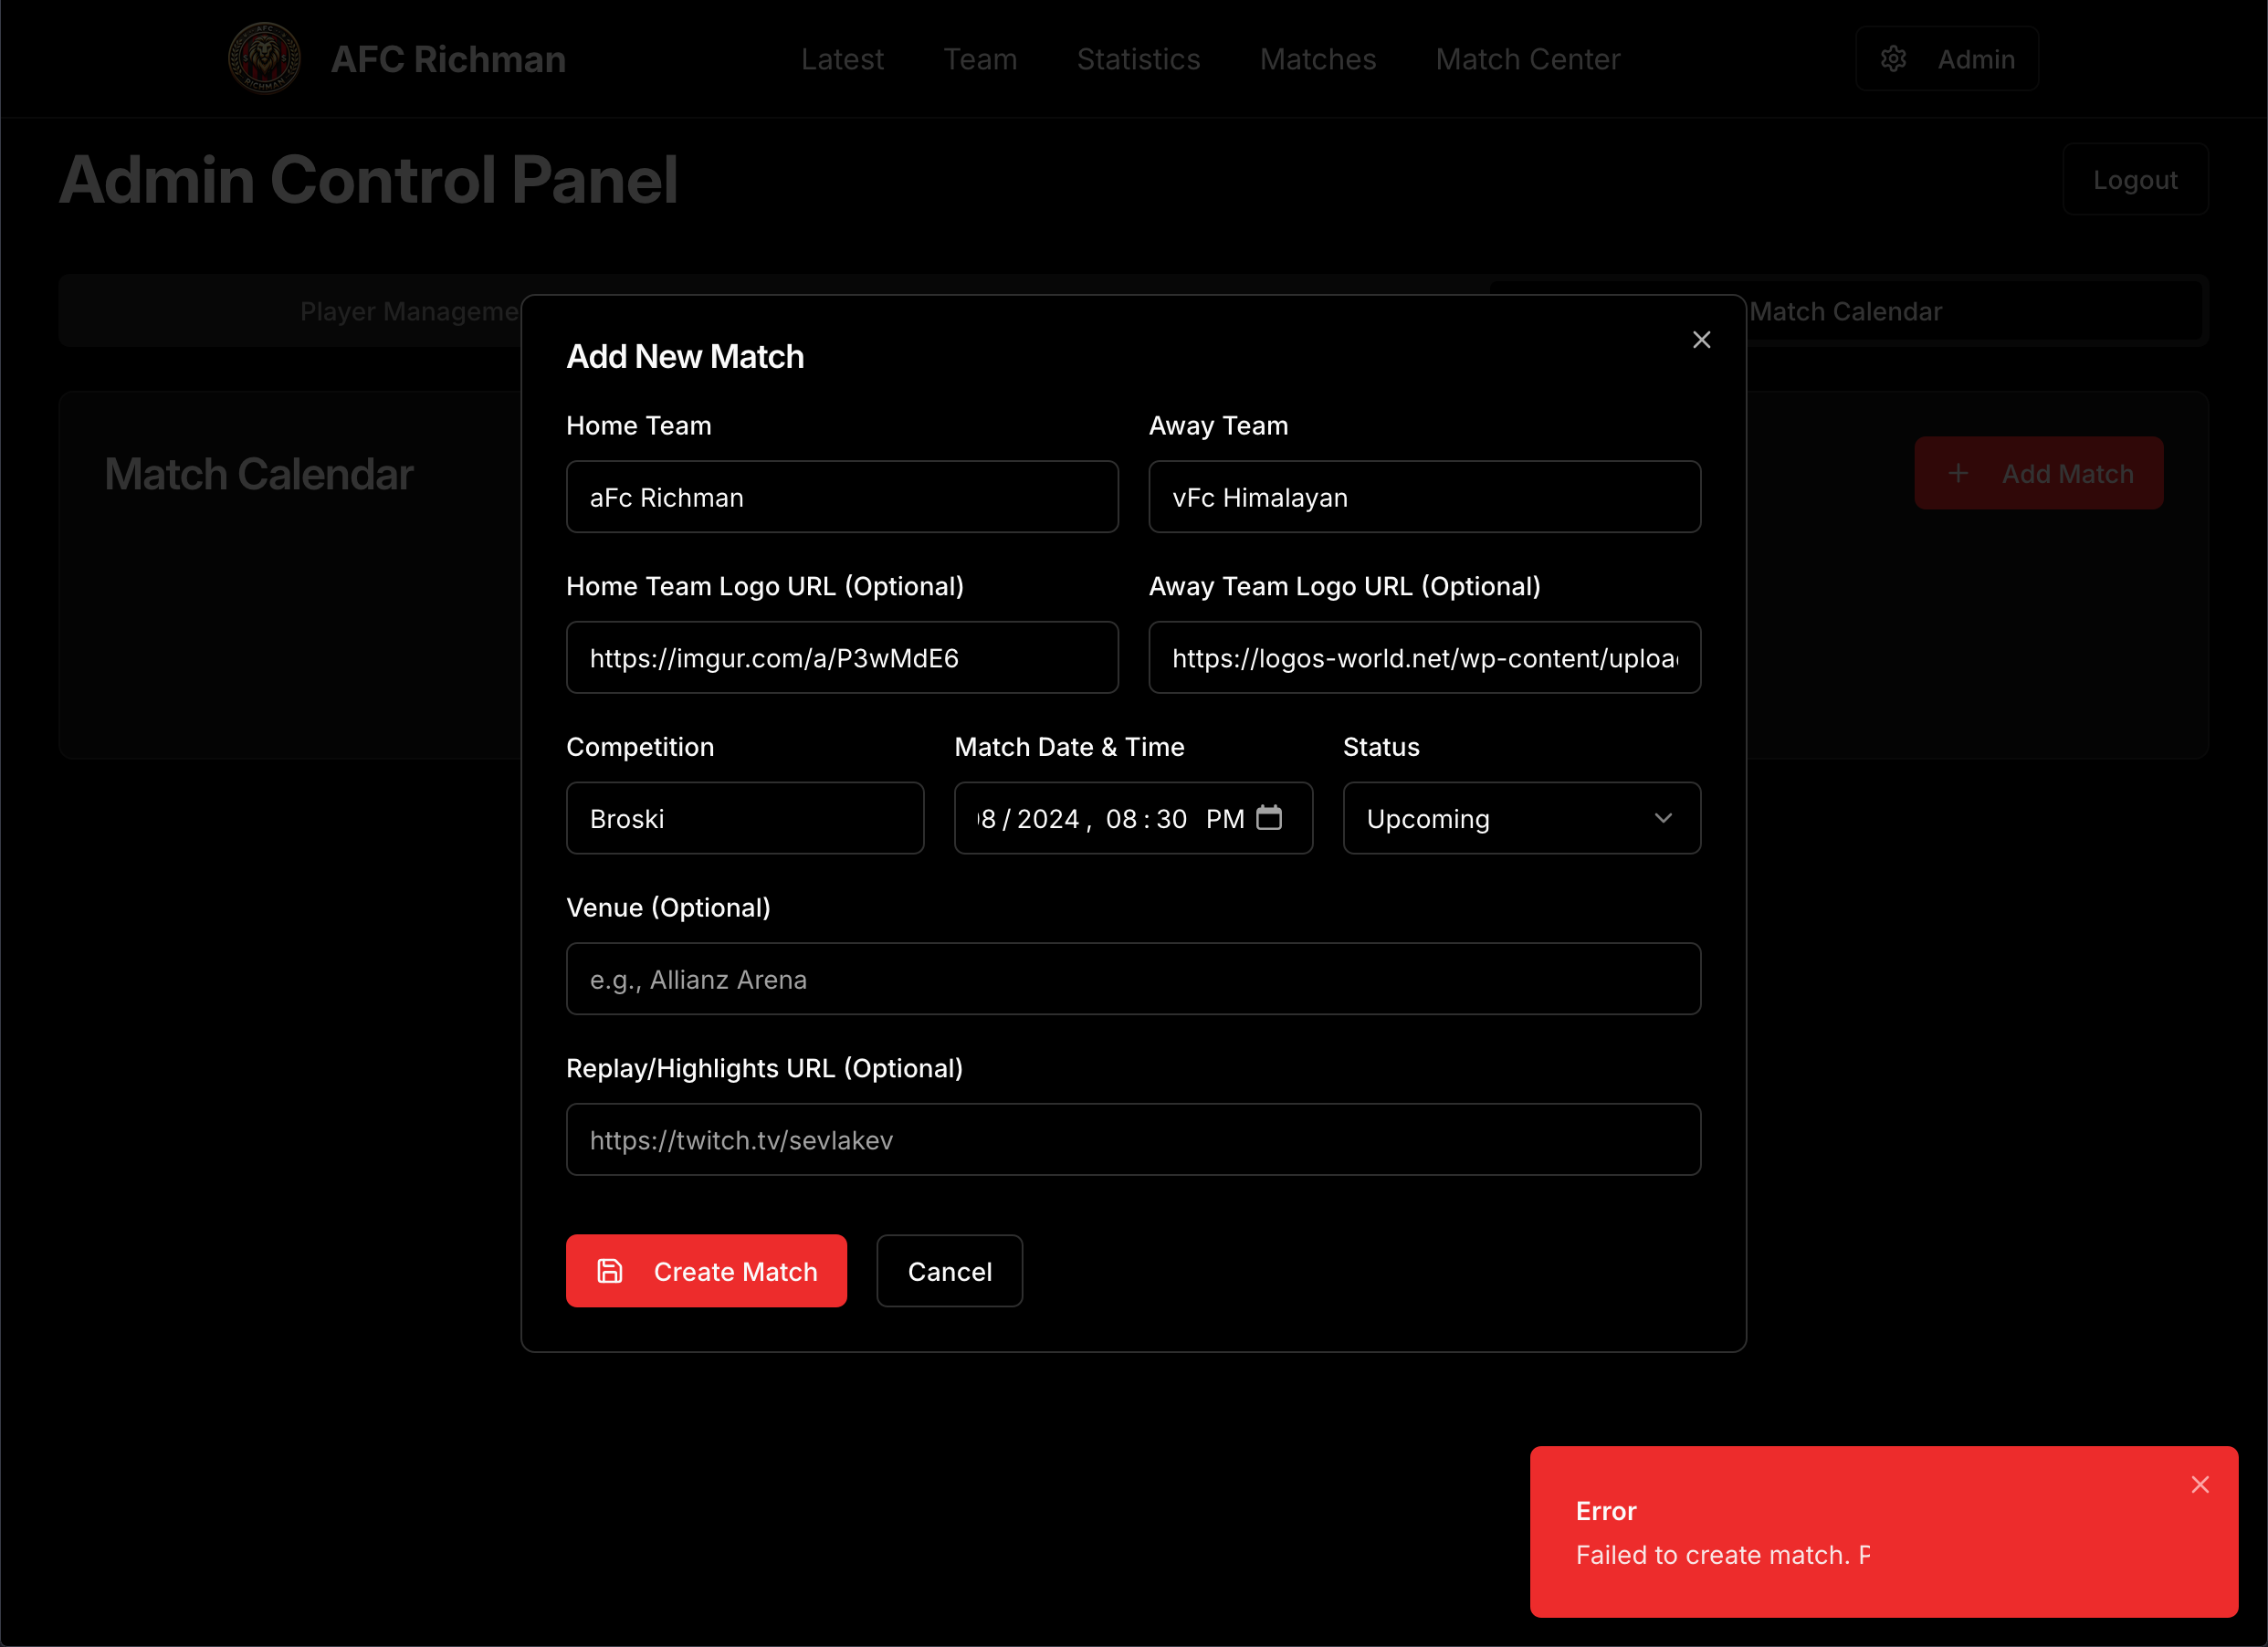 AFC Richman
Latest
Team
Statistics
Matches
Match Center
Admin
AFC
RICHMAN
Admin Control Panel
Logout
Player Manageme
Match Calendar
Match Calendar
Add Match
Add New Match
Home Team
Away Team
aFc Richman
vFc Himalayan
Home Team Logo URL (Optional)
Away Team Logo URL (Optional)
https://imgur.com/a/P3wMdE6
https://logos-world.net/wp-content/uploa
Competition
Match Date & Time
Status
Broski
8/2024, 08:30 PM
Upcoming
Venue (Optional)
e.g., Allianz Arena
Replay/Highlights URL (Optional)
https://twitch.tv/sevlakev
Create Match
Cancel
Error
Failed to create match. P